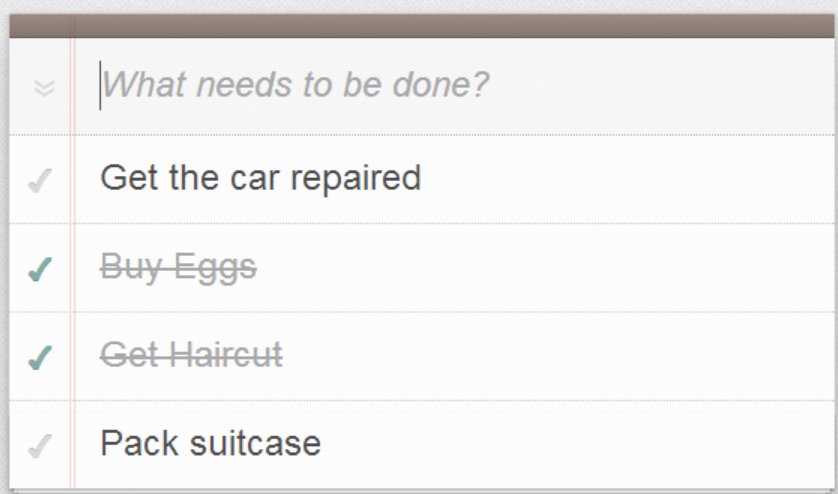 What needs to be done?
Get the car repaired
Buy Eggs
Get Haircut
Pack suitcase